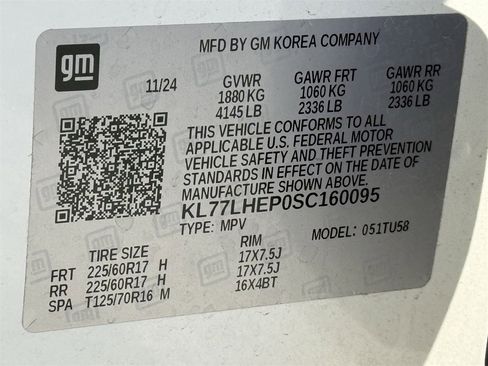 gm
MFD BY GM KOREA COMPANY
11/24 GVWR GAWR FRT GAWR RR
1880 KG 1060 KG 1060 KG
4145 LB 2336 LB 2336 LB
THIS VEHICLE CONFORMS TO ALL
APPLICABLE U.S. FEDERAL MOTOR
VEHICLE SAFETY AND THEFT PREVENTION
STANDARDS IN EFFECT ON THE DATE OF
MANUFACTURE SHOWN ABOVE.
KL77LHEP0SC160095
TYPE: MPV MODEL: 051TU58
TIRE SIZE RIM
FRT 225/60R17 H 17X7.5J
RR 225/60R17 H 17X7.5J
SPA T125/70R16 M 16X4BT